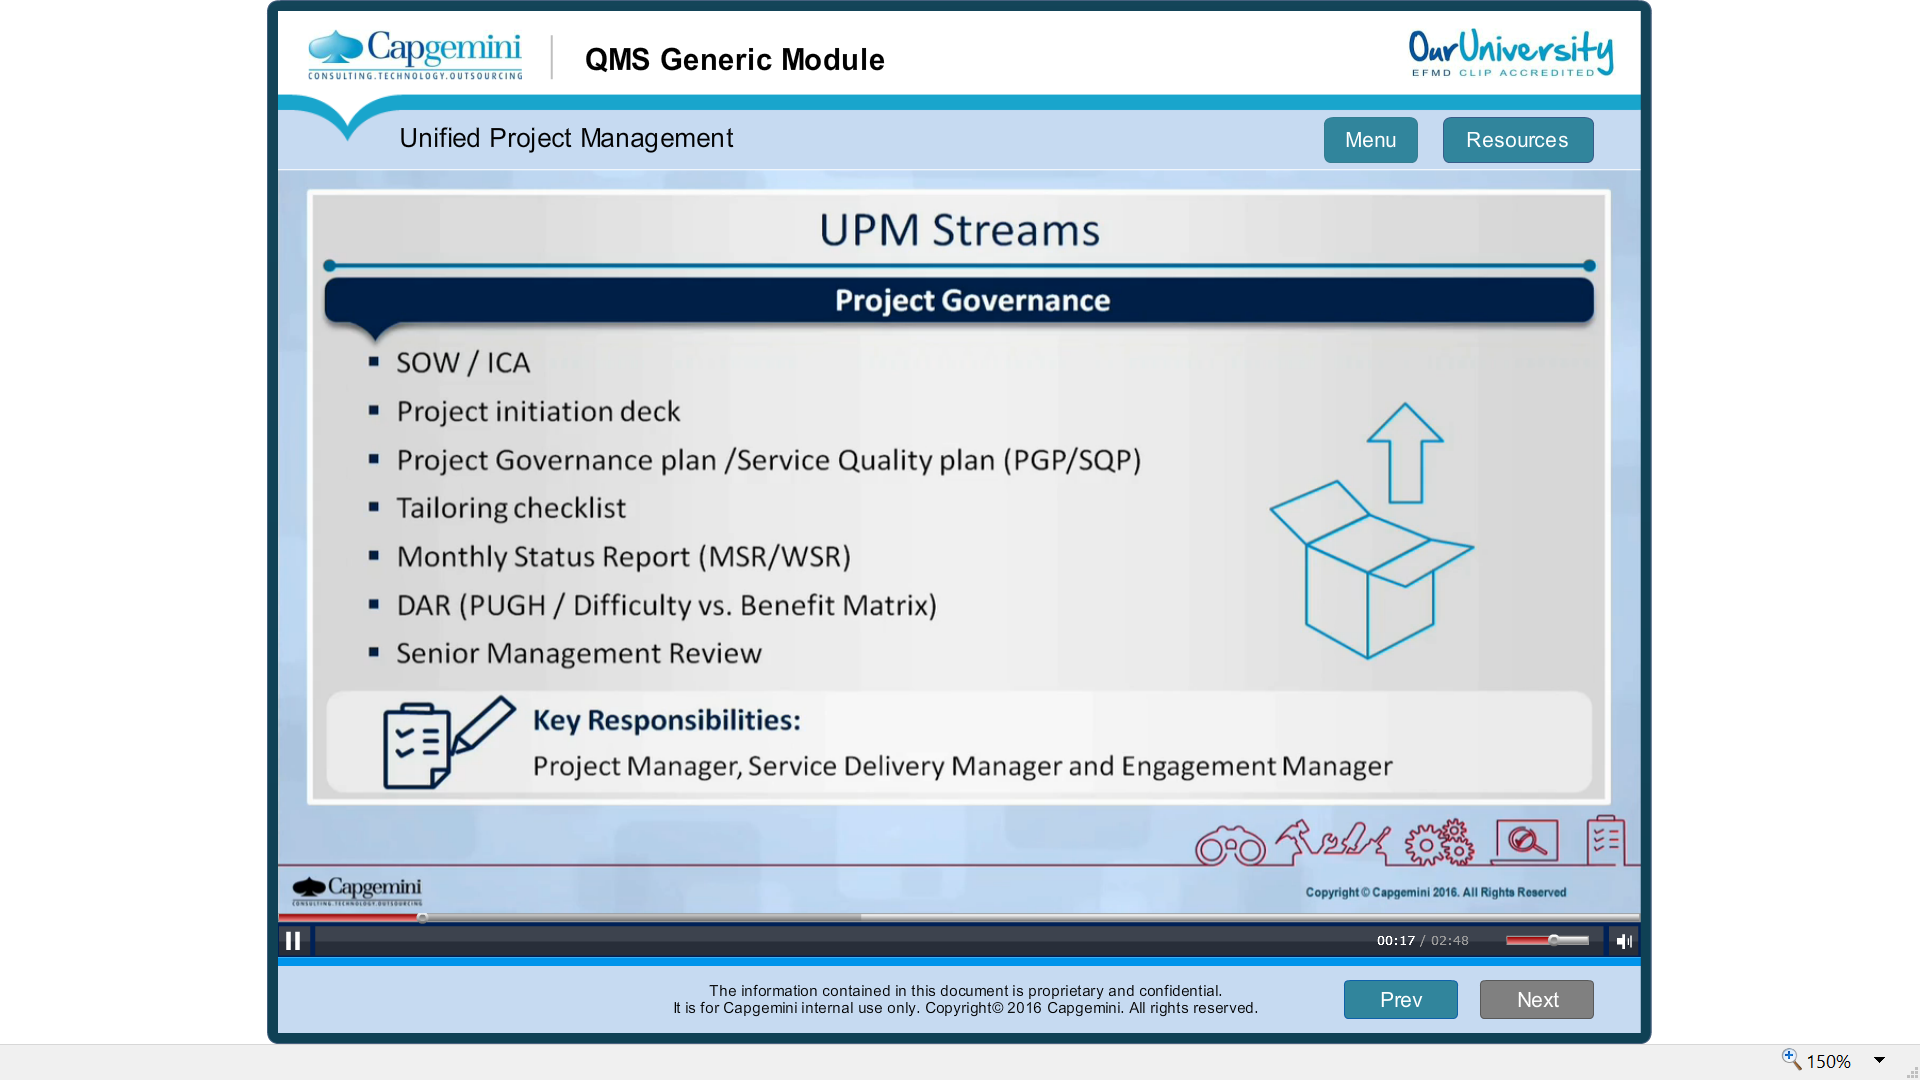 Capgemini
CONSULTING.TECHNOLOGY.OUTSOURCING
QMS Generic Module
OurUniversity
EFMD CLIP ACCREDITED
Unified Project Management
Menu
Resources
UPM Streams
Project Governance
▪ SOW / ICA
▪ Project initiation deck
▪ Project Governance plan /Service Quality plan (PGP/SQP)
▪ Tailoring checklist
▪ Monthly Status Report (MSR/WSR)
▪ DAR (PUGH / Difficulty vs. Benefit Matrix)
▪ Senior Management Review
Key Responsibilities:
Project Manager, Service Delivery Manager and Engagement Manager
Capgemini
CONSULTING.TECHNOLOGY.OUTSOURCING
Copyright © Capgemini 2016. All Rights Reserved
00:17 / 02:48
The information contained in this document is proprietary and confidential.
It is for Capgemini internal use only. Copyright© 2016 Capgemini. All rights reserved.
Prev
Next
150%